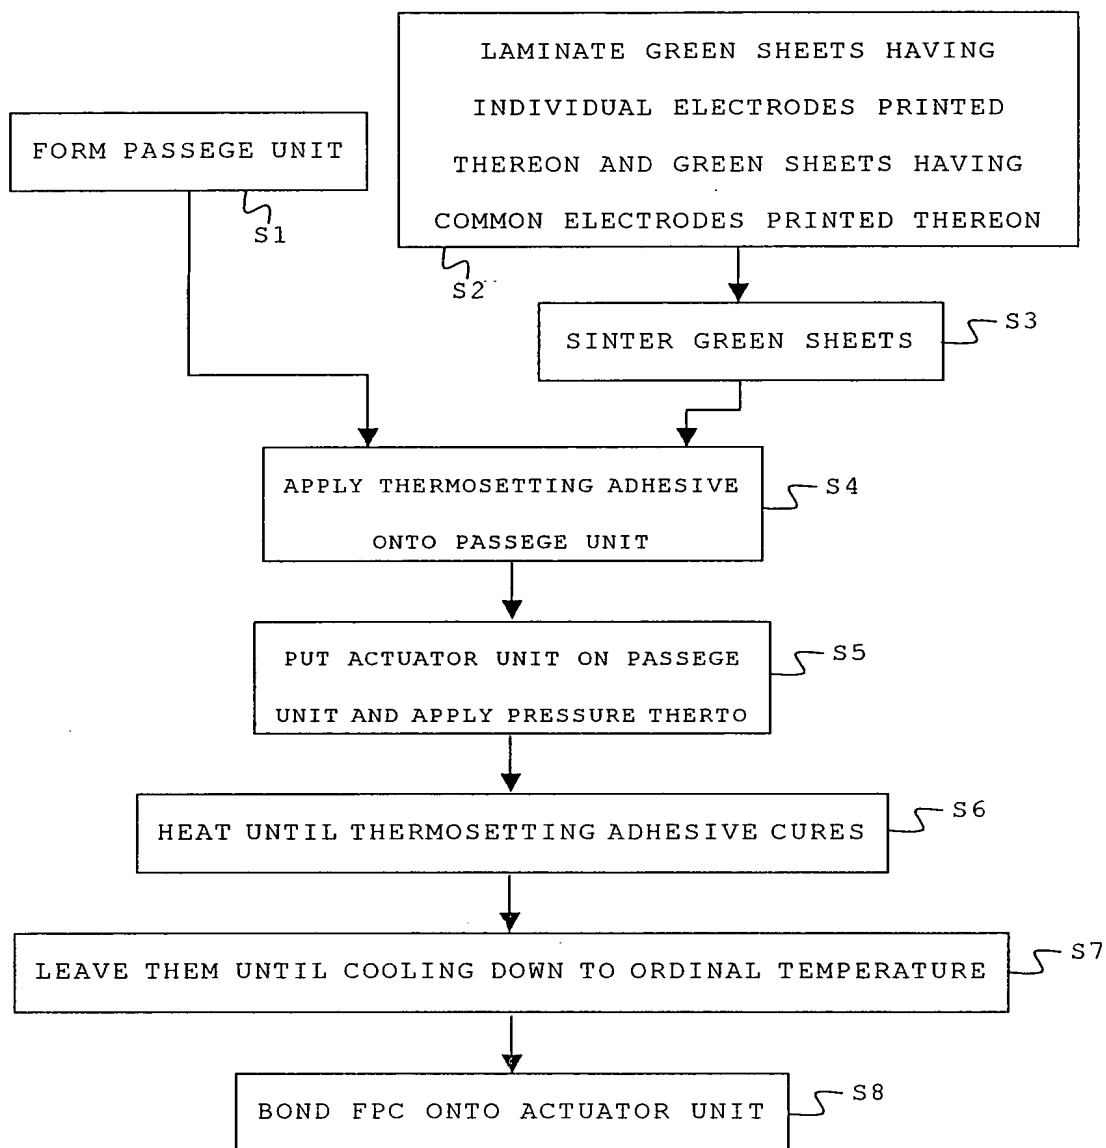 FORM PASSEGE UNIT
S1
LAMINATE GREEN SHEETS HAVING
INDIVIDUAL ELECTRODES PRINTED
THEREON AND GREEN SHEETS HAVING
COMMON ELECTRODES PRINTED THEREON
S2
SINTER GREEN SHEETS
S3
APPLY THERMOSETTING ADHESIVE
ONTO PASSEGE UNIT
S4
PUT ACTUATOR UNIT ON PASSEGE
UNIT AND APPLY PRESSURE THERTO
S5
HEAT UNTIL THERMOSETTING ADHESIVE CURES
S6
LEAVE THEM UNTIL COOLING DOWN TO ORDINAL TEMPERATURE
S7
BOND FPC ONTO ACTUATOR UNIT
S8